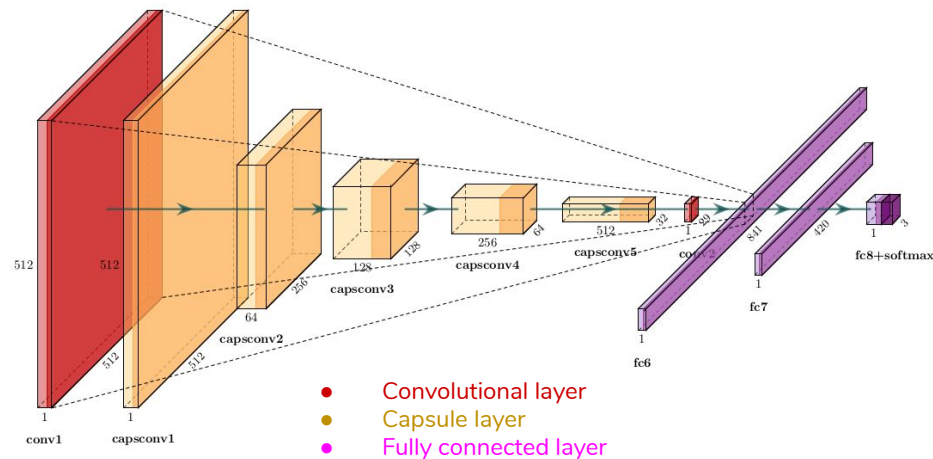 512
512
1
conv1
512
512
1
capsconv1
256
64
capsconv2
128
128
capsconv3
64
256
capsconv4
32
512
capsconv5
29
1
conv2
841
1
fc6
420
1
fc7
3
1
fc8+softmax
● Convolutional layer
● Capsule layer
● Fully connected layer